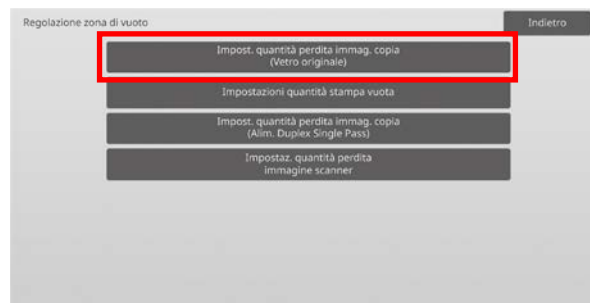 Regolazione zona di vuoto
Indietro
Impost. quantità perdita immag. copia
(Vetro originale)
Impostazioni quantità stampa vuota
Impost. quantità perdita immag. copia
(Alim. Duplex Single Pass)
Impostaz. quantità perdita
immagine scanner